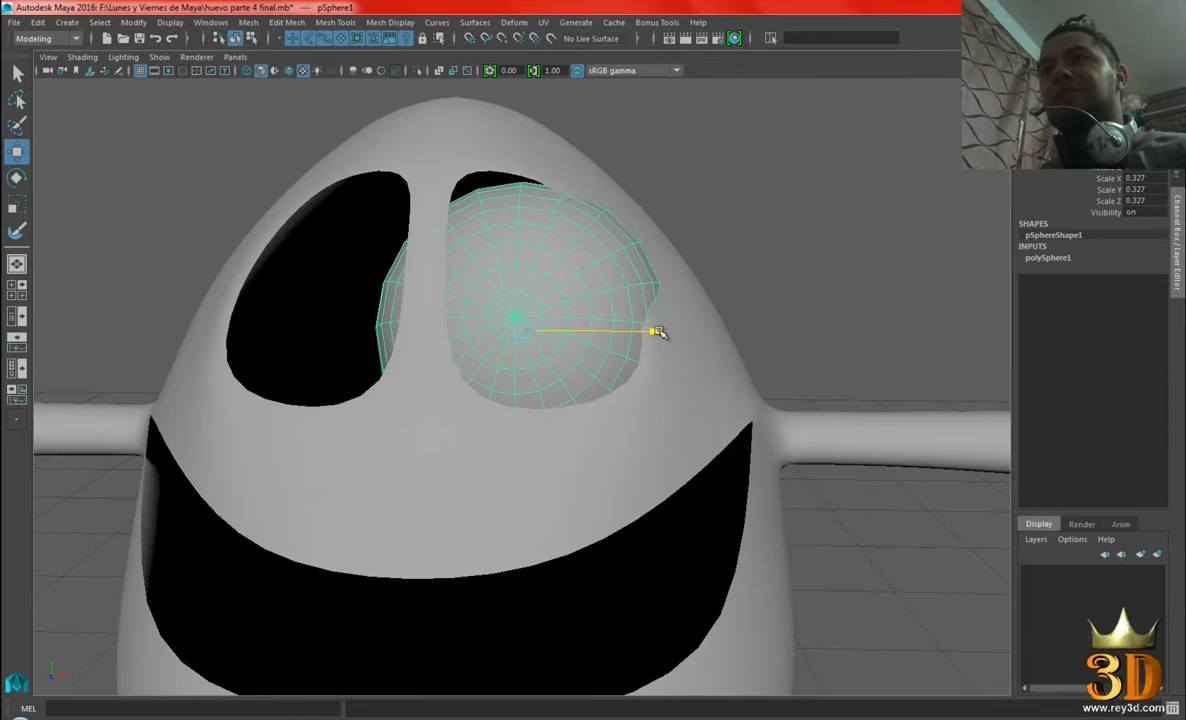 Autodesk Maya 2016: F:\Lunes y Viernes de Maya\huevo parte 4 final.mb* --- pSphere1
File Edit Create Select Modify Display Windows Mesh Edit Mesh Mesh Tools Mesh Display Curves Surfaces Deform UV Generate Cache Bonus Tools Help
Modeling No Live Surface
View Shading Lighting Show Renderer Panels
0.00 1.00 sRGB gamma
Scale X 0.327
Scale Y 0.327
Scale Z 0.327
Visibility on
SHAPES
pSphereShape1
INPUTS
polySphere1
Channel Box / Layer Editor
Display Render Anim
Layers Options Help
3D
www.rey3d.com
MEL